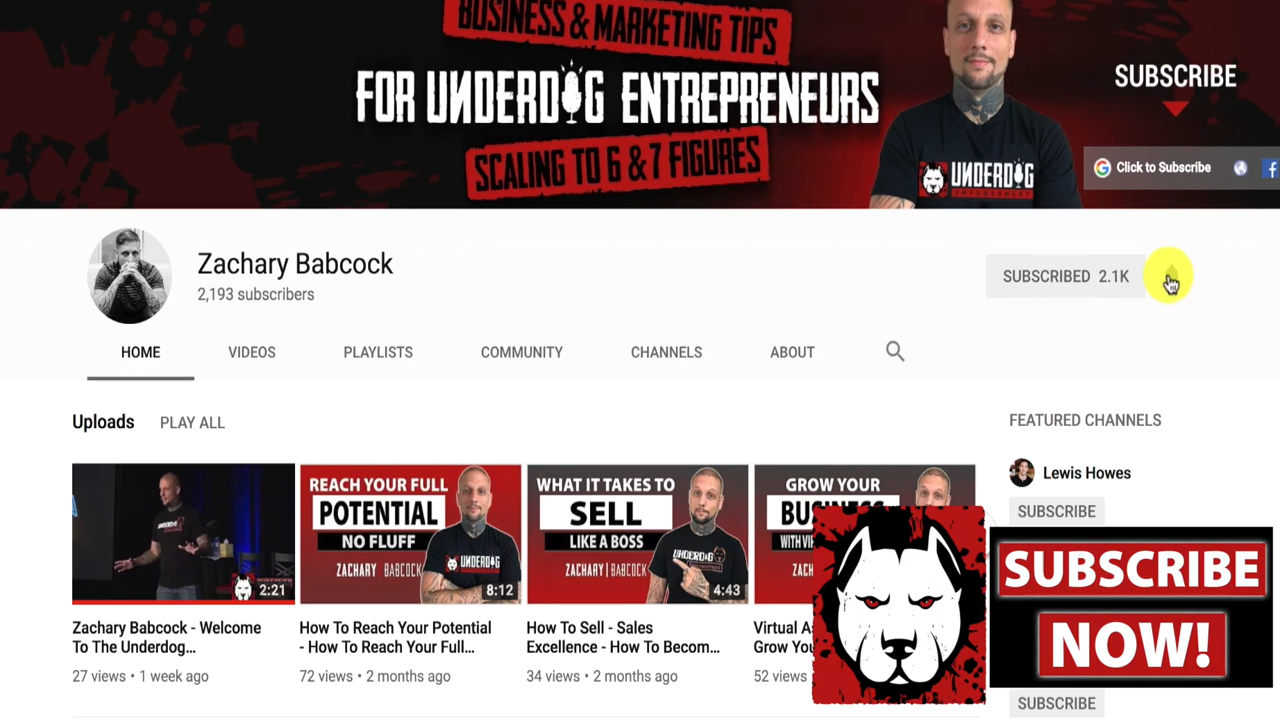 BUSINESS & MARKETING TIPS
FOR UNDERDOG ENTREPRENEURS
SCALING TO 6 & 7 FIGURES
SUBSCRIBE
Click to Subscribe
UNDERDOG
Zachary Babcock
2,193 subscribers
SUBSCRIBED 2.1K
HOME
VIDEOS
PLAYLISTS
COMMUNITY
CHANNELS
ABOUT
Uploads PLAY ALL
FEATURED CHANNELS
Lewis Howes
SUBSCRIBE
2:21
Zachary Babcock - Welcome
To The Underdog...
27 views • 1 week ago
REACH YOUR FULL
POTENTIAL
NO FLUFF
ZACHARY BABCOCK
UNDERDOG
8:12
How To Reach Your Potential
- How To Reach Your Full...
72 views • 2 months ago
WHAT IT TAKES TO
SELL
LIKE A BOSS
ZACHARY | BABCOCK
UNDERDOG
4:43
How To Sell - Sales
Excellence - How To Becom...
34 views • 2 months ago
GROW YOUR
52 views
SUBSCRIBE
NOW!
SUBSCRIBE